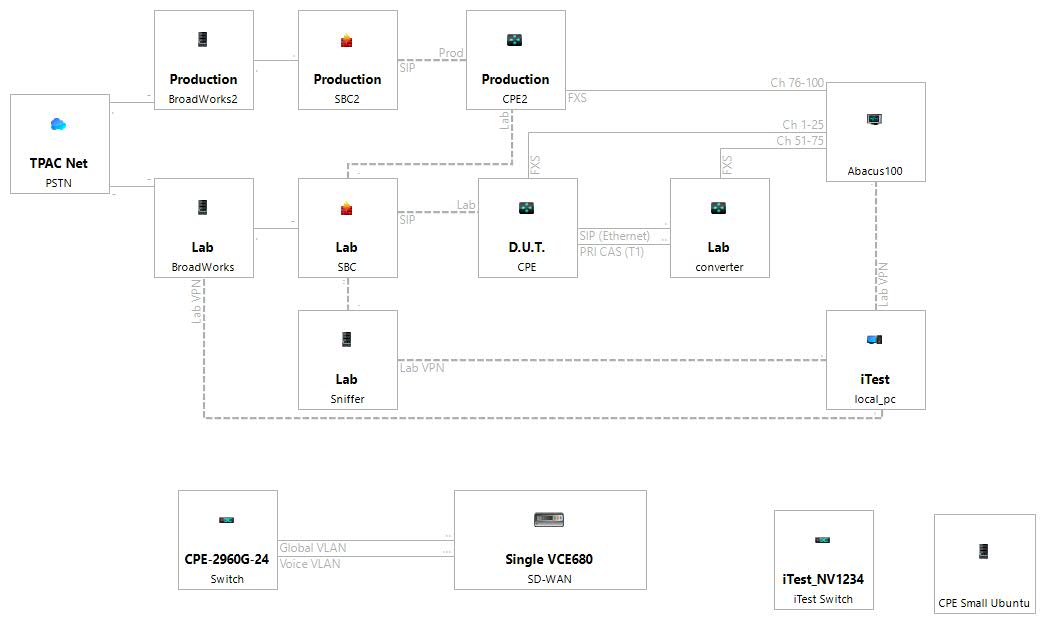 Production
BroadWorks2
Production
SBC2
Prod
SIP
Production
CPE2
FXS
Ch 76-100
Lab
TPAC Net
PSTN
Ch 1-25
Ch 51-75
Abacus100
FXS
FXS
Lab
BroadWorks
Lab
SBC
Lab
SIP
D.U.T.
CPE
SIP (Ethernet)
PRI CAS (T1)
Lab
converter
Lab VPN
Lab VPN
Lab
Sniffer
Lab VPN
iTest
local_pc
CPE-2960G-24
Switch
Global VLAN
Voice VLAN
Single VCE680
SD-WAN
iTest_NV1234
iTest Switch
CPE Small Ubuntu